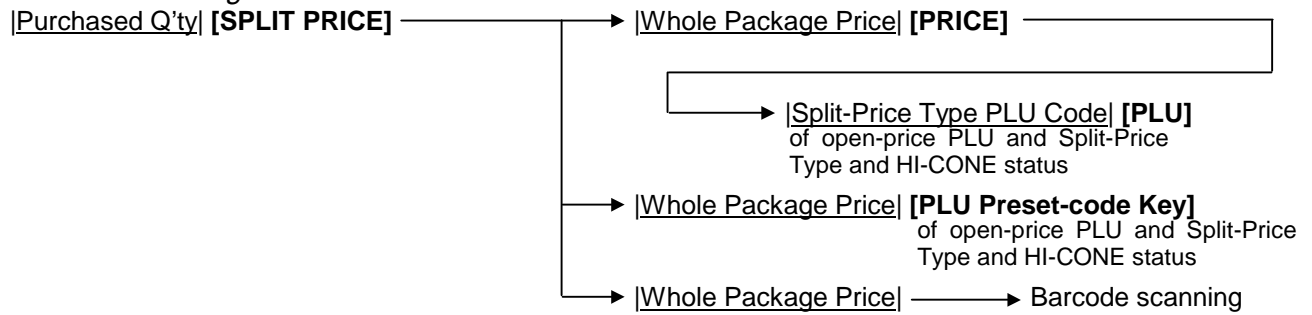 |Purchased Q'ty| [SPLIT PRICE]
|Whole Package Price| [PRICE]
|Split-Price Type PLU Code| [PLU]
of open-price PLU and Split-Price
Type and HI-CONE status
|Whole Package Price| [PLU Preset-code Key]
of open-price PLU and Split-Price
Type and HI-CONE status
|Whole Package Price| Barcode scanning